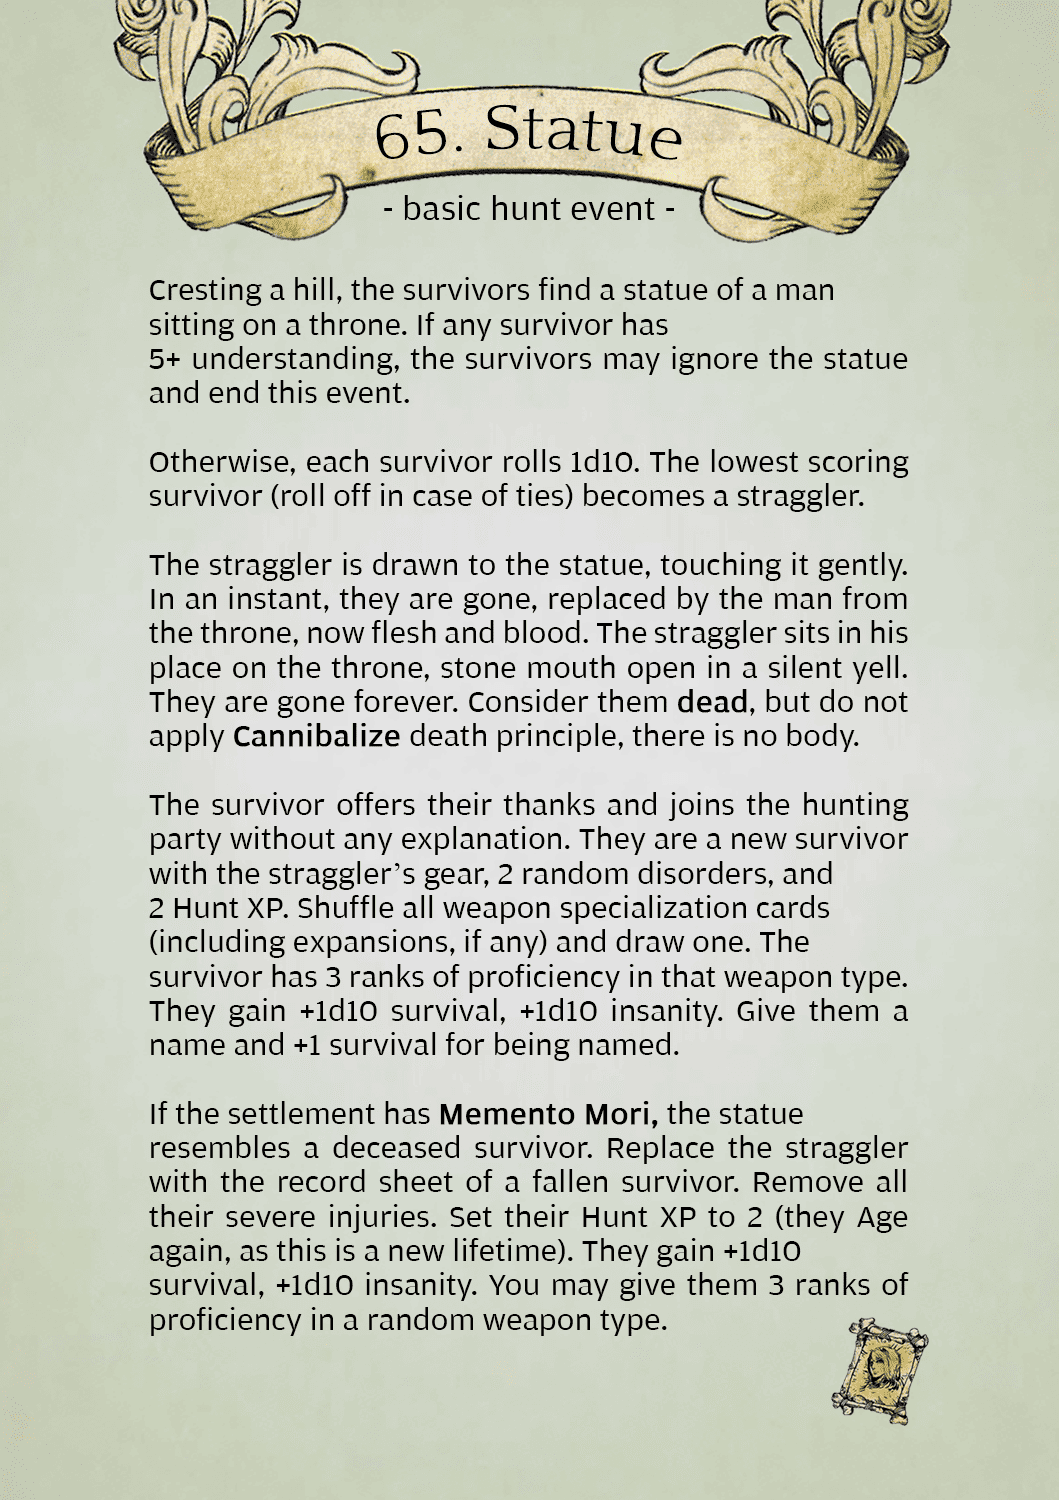 65. Statue
- basic hunt event -
Cresting a hill, the survivors find a statue of a man
sitting on a throne. If any survivor has
5+ understanding, the survivors may ignore the statue
and end this event.
Otherwise, each survivor rolls 1d10. The lowest scoring
survivor (roll off in case of ties) becomes a straggler.
The straggler is drawn to the statue, touching it gently.
In an instant, they are gone, replaced by the man from
the throne, now flesh and blood. The straggler sits in his
place on the throne, stone mouth open in a silent yell.
They are gone forever. Consider them dead, but do not
apply Cannibalize death principle, there is no body.
The survivor offers their thanks and joins the hunting
party without any explanation. They are a new survivor
with the straggler’s gear, 2 random disorders, and
2 Hunt XP. Shuffle all weapon specialization cards
(including expansions, if any) and draw one. The
survivor has 3 ranks of proficiency in that weapon type.
They gain +1d10 survival, +1d10 insanity. Give them a
name and +1 survival for being named.
If the settlement has Memento Mori, the statue
resembles a deceased survivor. Replace the straggler
with the record sheet of a fallen survivor. Remove all
their severe injuries. Set their Hunt XP to 2 (they Age
again, as this is a new lifetime). They gain +1d10
survival, +1d10 insanity. You may give them 3 ranks of
proficiency in a random weapon type.